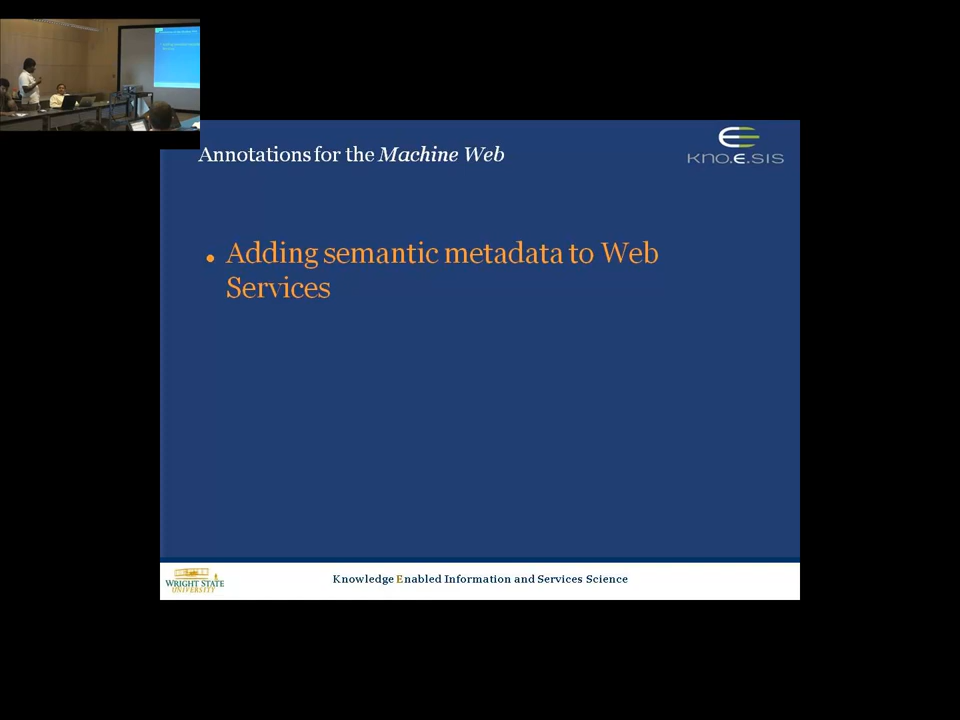 Annotations for the Machine Web
KNO.E.SIS
• Adding semantic metadata to Web
Services
WRIGHT STATE
UNIVERSITY
Knowledge Enabled Information and Services Science